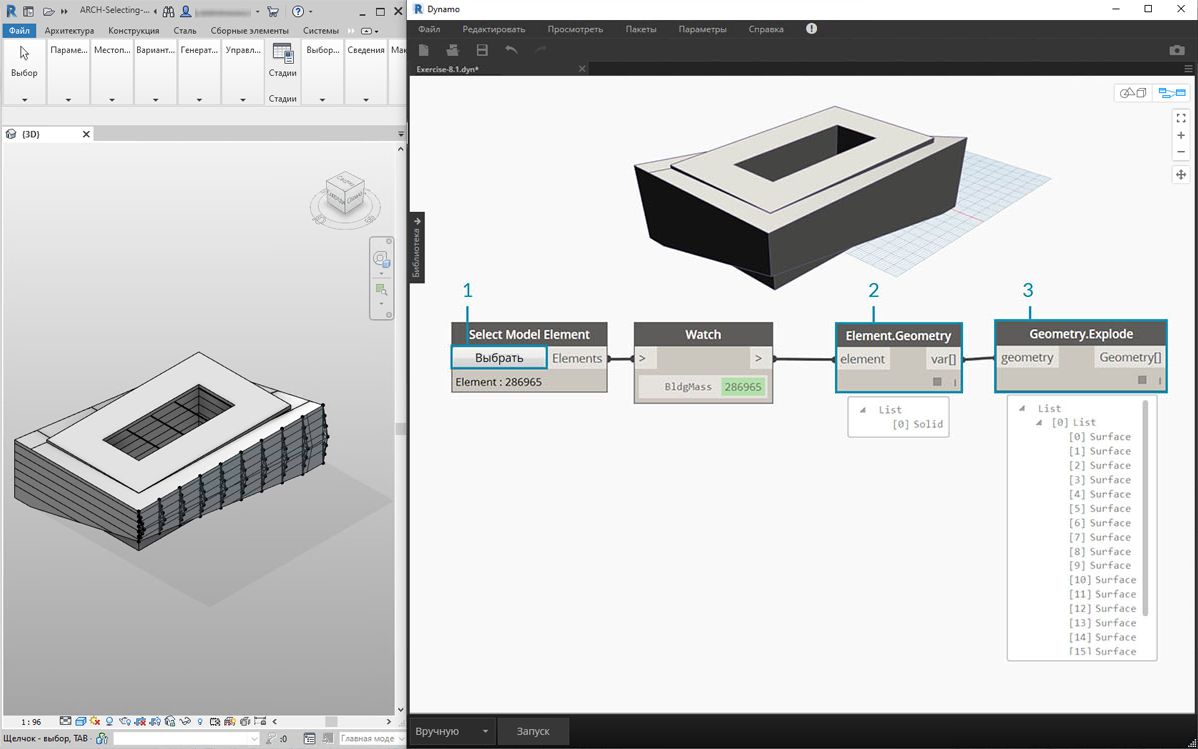 ARCH-Selecting-...
Файл Архитектура Конструкция Сталь Сборные элементы Системы
Выбор
Параме...
Местоп...
Вариант...
Генерат...
Управл...
Стадии
Стадии
Выбор...
Сведения
Мак
{3D}
1 : 96
Щелчок - выбор, TAB -
:0
Главная моде
Dynamo
Файл Редактировать Просмотреть Пакеты Параметры Справка
Exercise-8.1.dyn*
Библиотека
1
2
3
Select Model Element
Выбрать Elements
Element : 286965
Watch
> >
BldgMass 286965
Element.Geometry
element var[]
List
[0] Solid
Geometry.Explode
geometry Geometry[]
List
[0] List
[0] Surface
[1] Surface
[2] Surface
[3] Surface
[4] Surface
[5] Surface
[6] Surface
[7] Surface
[8] Surface
[9] Surface
[10] Surface
[11] Surface
[12] Surface
[13] Surface
[14] Surface
[15] Surface
Вручную Запуск